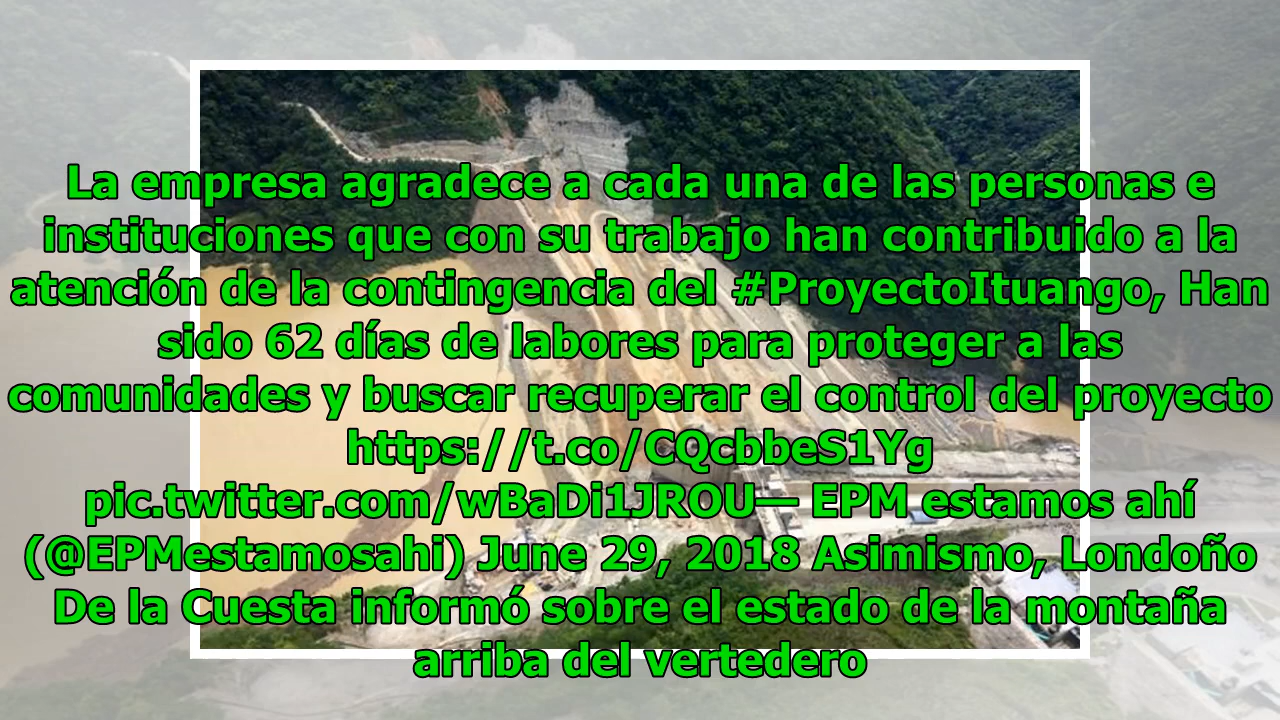 La empresa agradece a cada una de las personas e
instituciones que con su trabajo han contribuido a la
atención de la contingencia del #ProyectoItuango, Han
sido 62 días de labores para proteger a las
comunidades y buscar recuperar el control del proyecto
https://t.co/CQcbbeS1Yg
pic.twitter.com/wBaDi1JROU— EPM estamos ahí
(@EPMestamosahi) June 29, 2018 Asimismo, Londoño
De la Cuesta informó sobre el estado de la montaña
arriba del vertedero